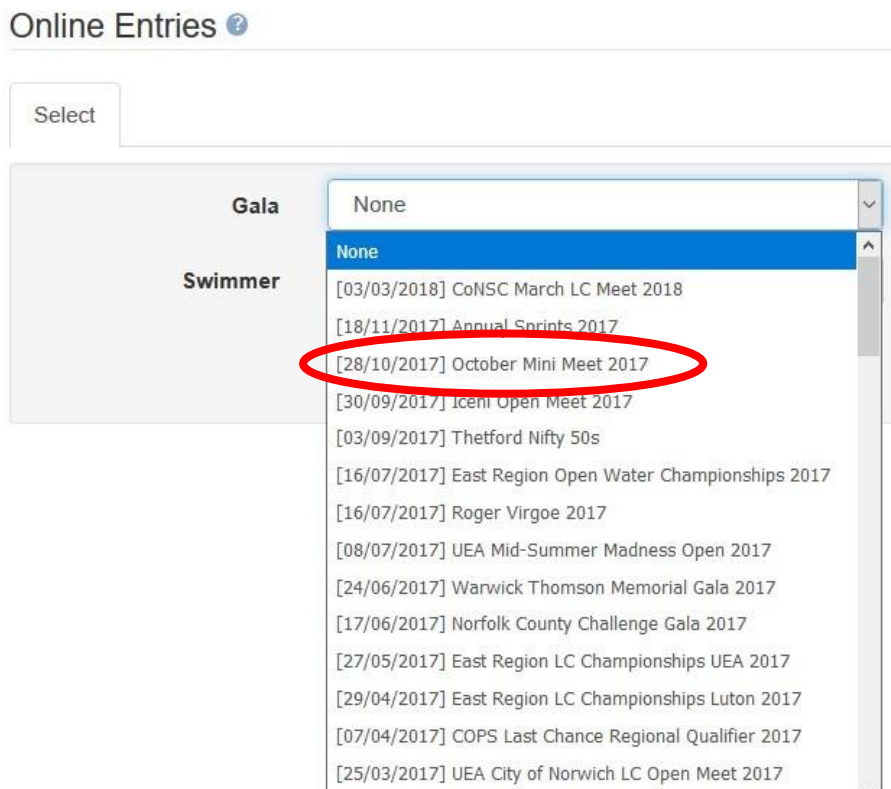 Online Entries ?
Select
Gala
None
None
Swimmer
[03/03/2018] CoNSC March LC Meet 2018
[18/11/2017] Annual Sprints 2017
[28/10/2017] October Mini Meet 2017
[30/09/2017] Iceni Open Meet 2017
[03/09/2017] Thetford Nifty 50s
[16/07/2017] East Region Open Water Championships 2017
[16/07/2017] Roger Virgoe 2017
[08/07/2017] UEA Mid-Summer Madness Open 2017
[24/06/2017] Warwick Thomson Memorial Gala 2017
[17/06/2017] Norfolk County Challenge Gala 2017
[27/05/2017] East Region LC Championships UEA 2017
[29/04/2017] East Region LC Championships Luton 2017
[07/04/2017] COPS Last Chance Regional Qualifier 2017
[25/03/2017] UEA City of Norwich LC Open Meet 2017